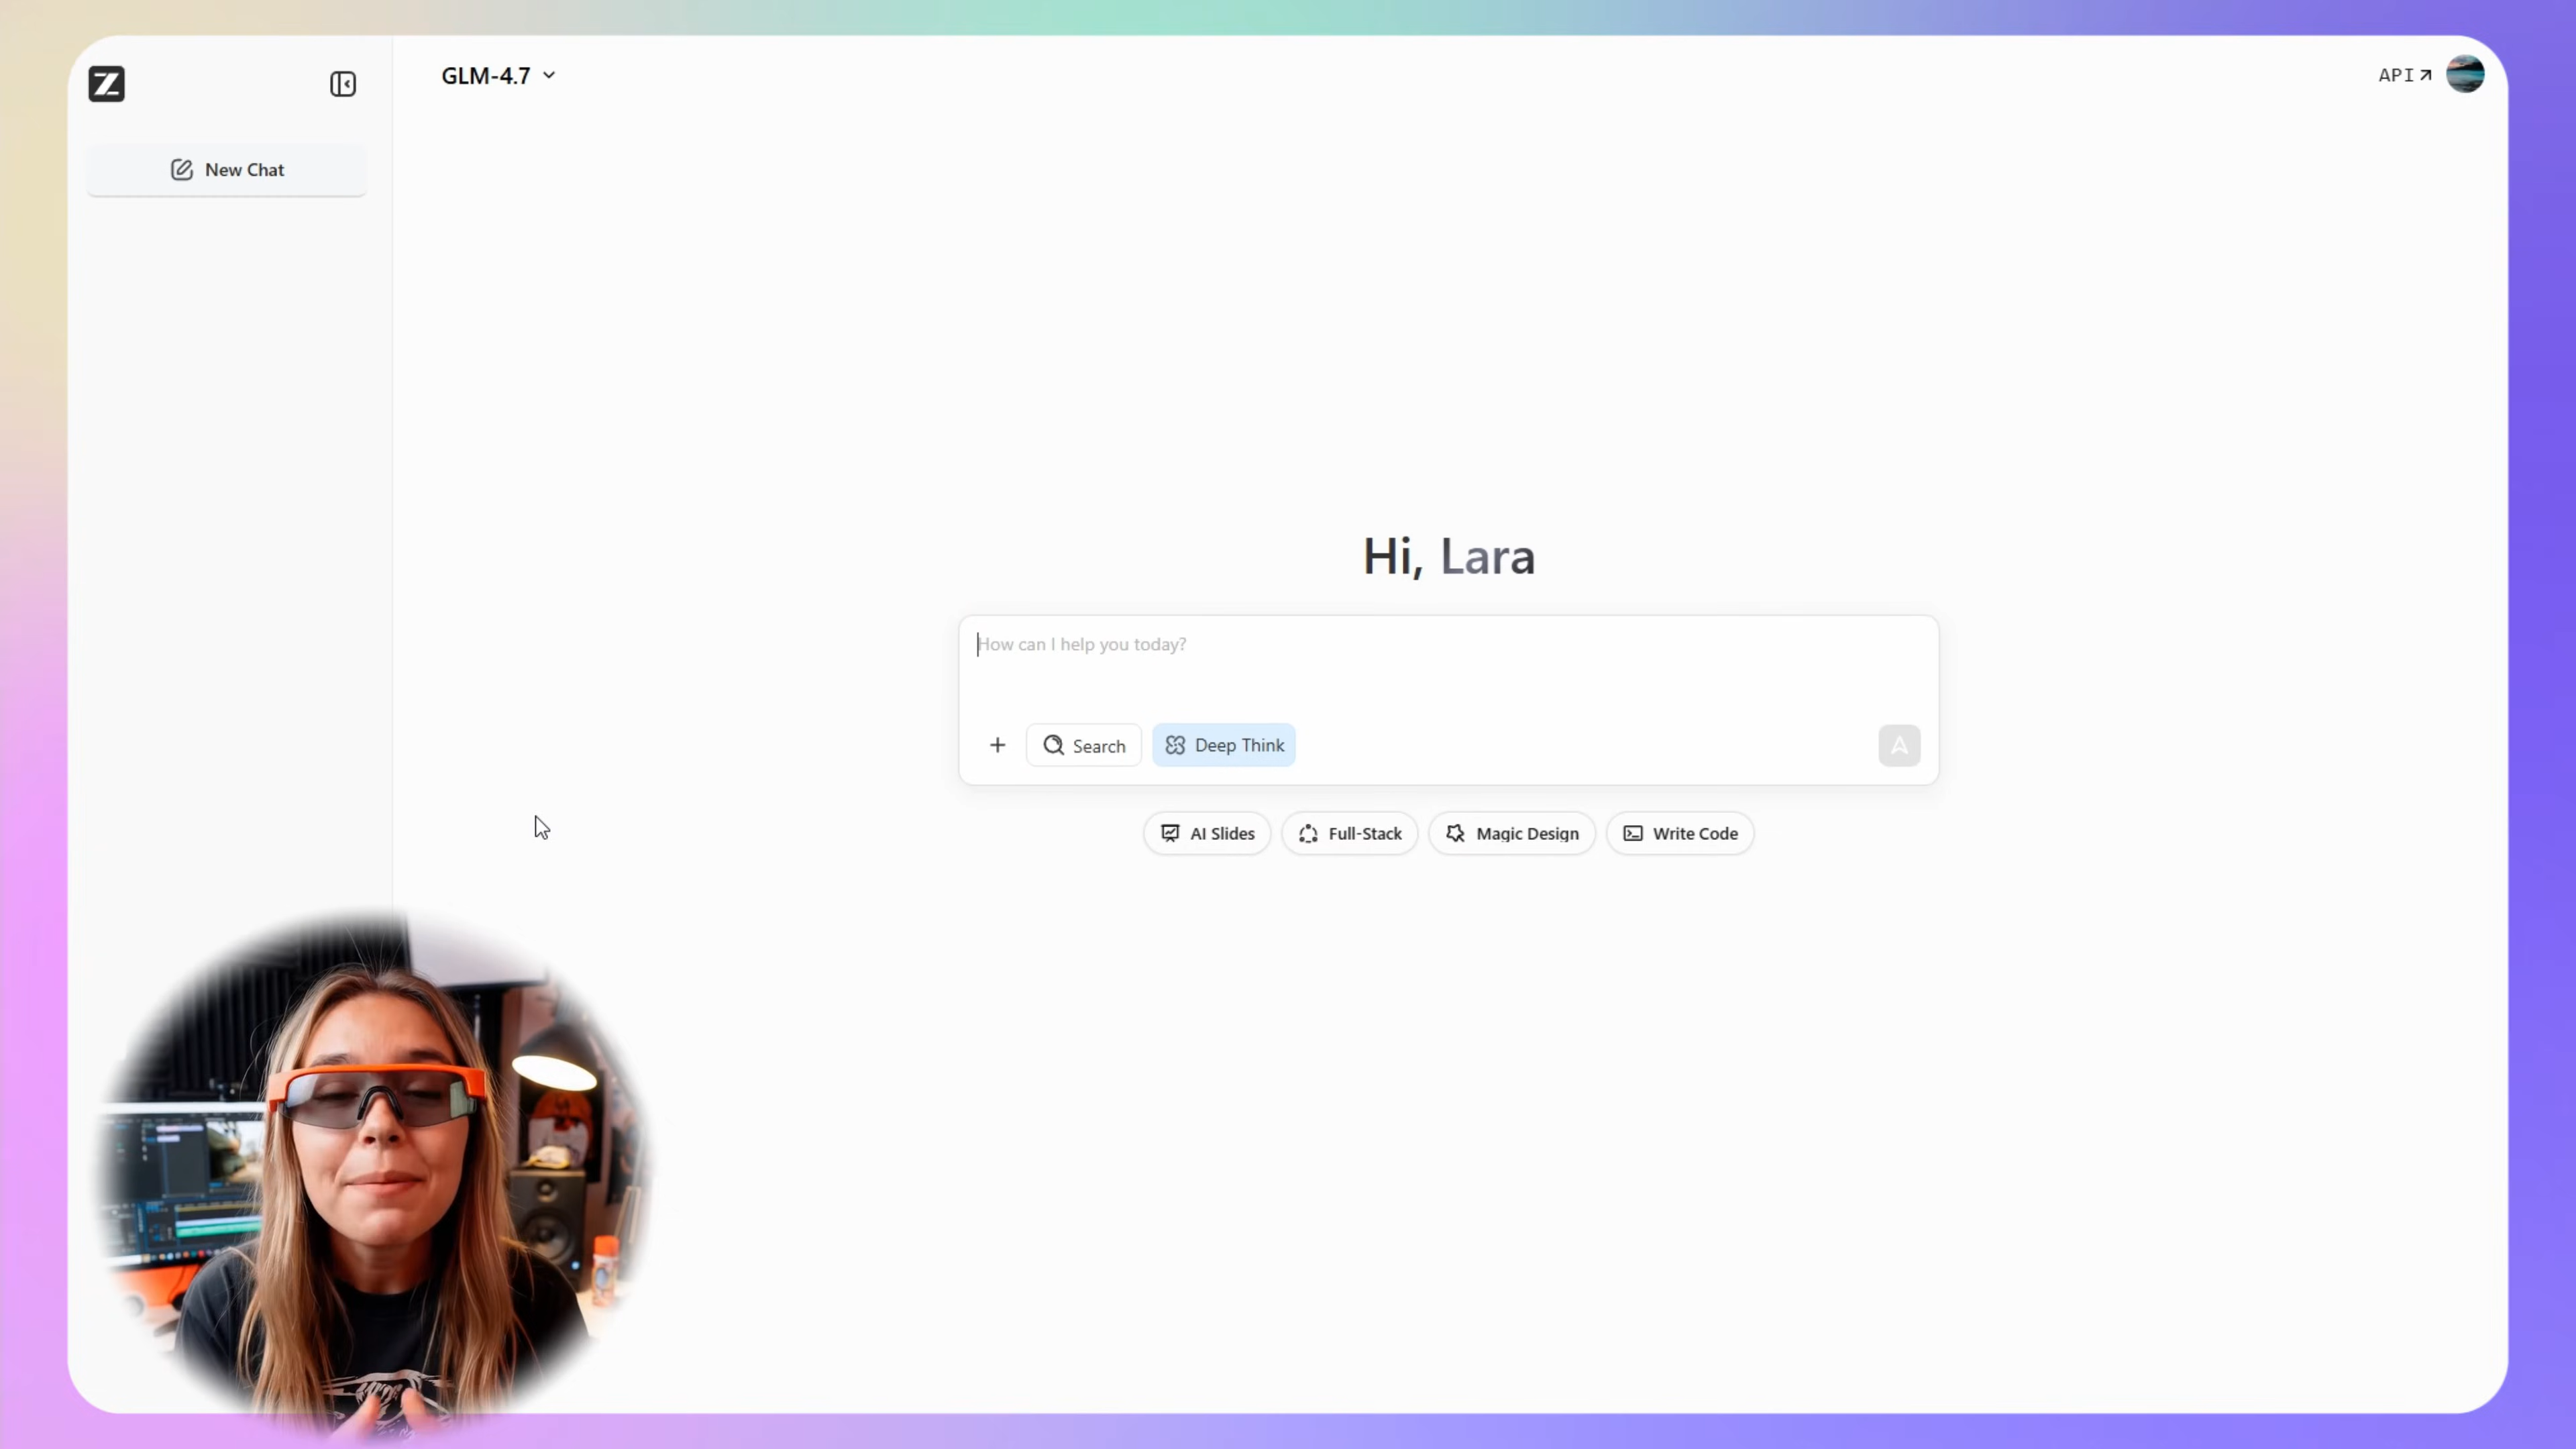 Z
GLM-4.7
API
New Chat
Hi, Lara
How can I help you today?
Search
Deep Think
AI Slides
Full-Stack
Magic Design
Write Code